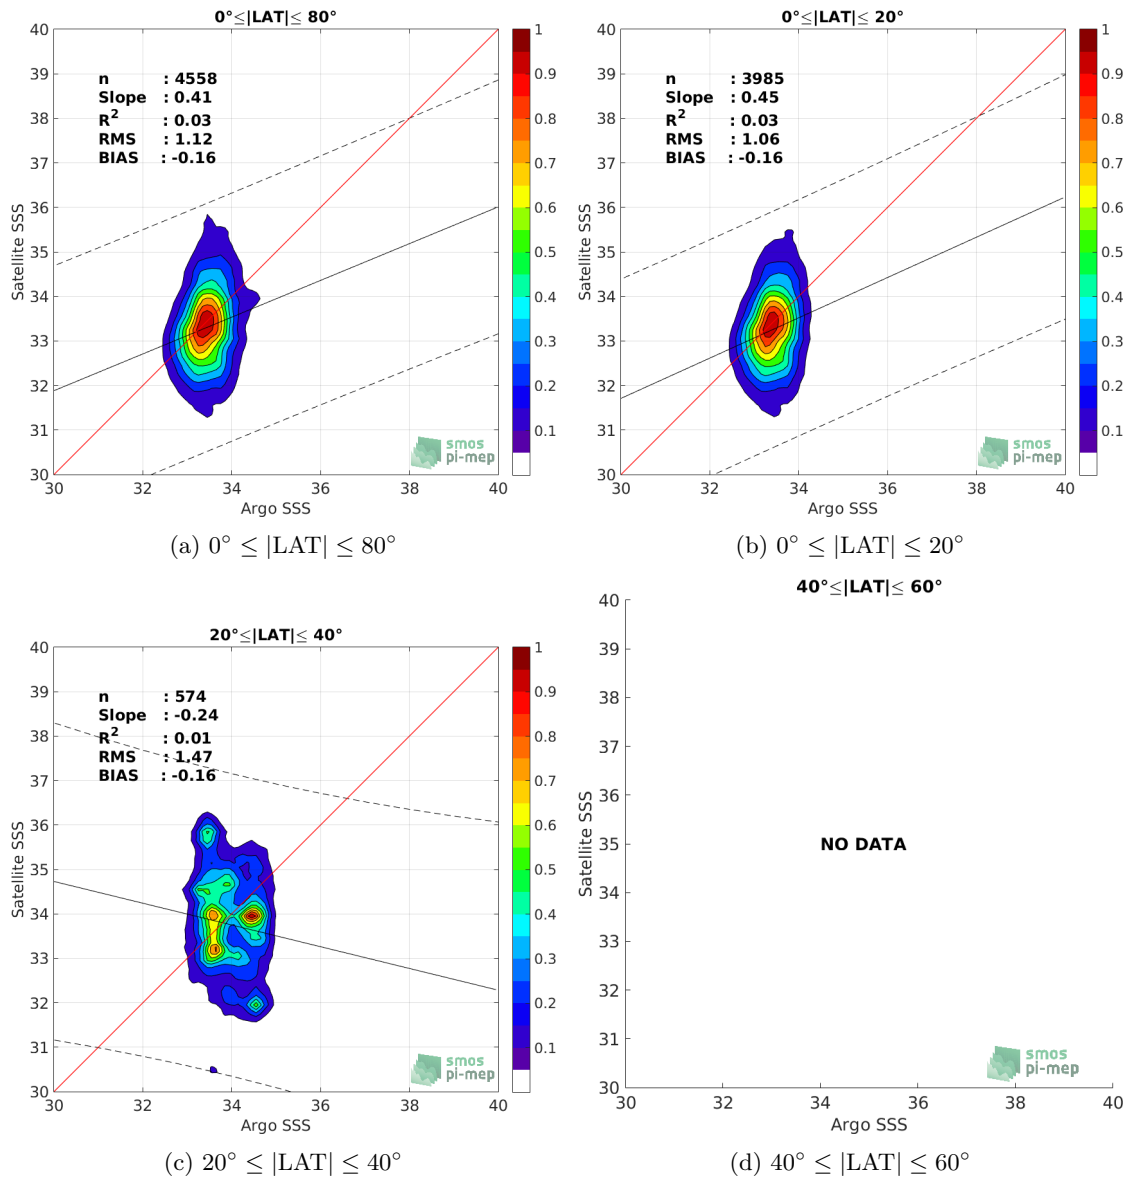 0°≤|LAT|≤ 80°
40
39
38
37
36
35
34
33
32
31
30
Satellite SSS
n : 4558
Slope : 0.41
R² : 0.03
RMS : 1.12
BIAS : -0.16
smos
pi-mep
30 32 34 36 38 40
Argo SSS
1
0.9
0.8
0.7
0.6
0.5
0.4
0.3
0.2
0.1
(a) 0° ≤ |LAT| ≤ 80°
0°≤|LAT|≤ 20°
40
39
38
37
36
35
34
33
32
31
30
Satellite SSS
n : 3985
Slope : 0.45
R² : 0.03
RMS : 1.06
BIAS : -0.16
smos
pi-mep
30 32 34 36 38 40
Argo SSS
1
0.9
0.8
0.7
0.6
0.5
0.4
0.3
0.2
0.1
(b) 0° ≤ |LAT| ≤ 20°
20°≤|LAT|≤ 40°
40
39
38
37
36
35
34
33
32
31
30
Satellite SSS
n : 574
Slope : -0.24
R² : 0.01
RMS : 1.47
BIAS : -0.16
smos
pi-mep
30 32 34 36 38 40
Argo SSS
1
0.9
0.8
0.7
0.6
0.5
0.4
0.3
0.2
0.1
(c) 20° ≤ |LAT| ≤ 40°
40°≤|LAT|≤ 60°
40
39
38
37
36
35
34
33
32
31
30
Satellite SSS
NO DATA
smos
pi-mep
30 32 34 36 38 40
Argo SSS
(d) 40° ≤ |LAT| ≤ 60°